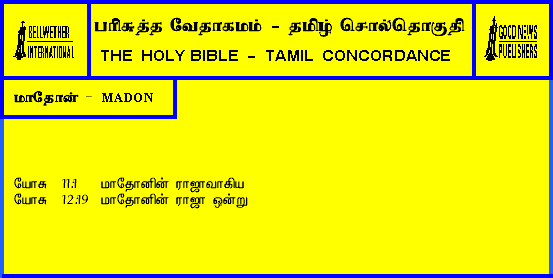 BELLWETHER
INTERNATIONAL
பரிசுத்த வேதாகமம் - தமிழ் சொல்தொகுதி
THE HOLY BIBLE - TAMIL CONCORDANCE
GOOD NEWS
PUBLISHERS
மாதோன் - MADON
யோசு 11:1 மாதோனின் ராஜாவாகிய
யோசு 12:19 மாதோனின் ராஜா ஒன்று